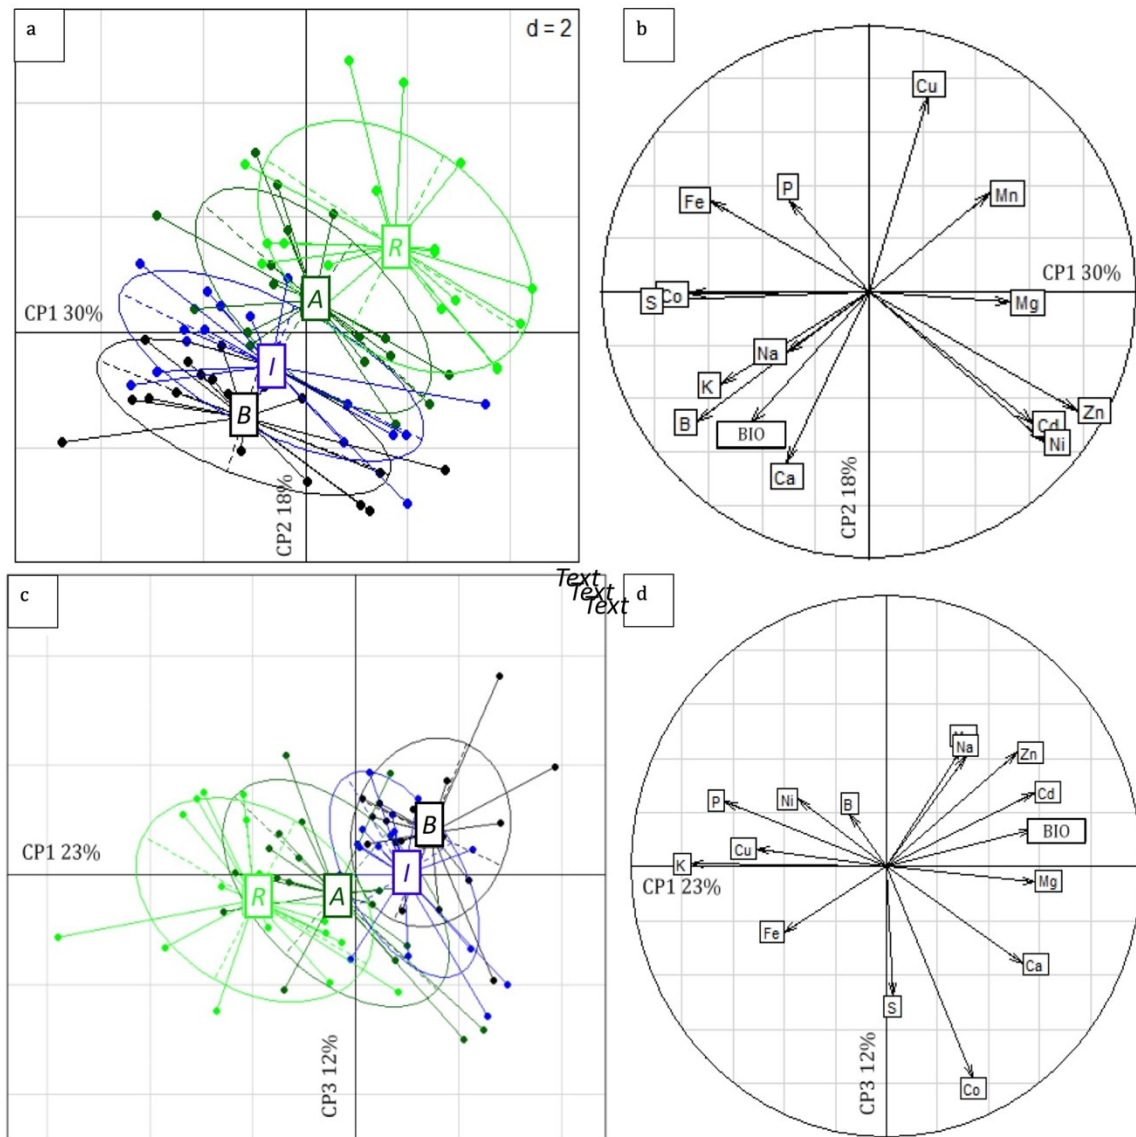 a
d = 2
R
A
I
B
CP1 30%
CP2 18%
b
Cu
P
Mn
Fe
CP1 30%
S
Co
Mg
Na
K
B
BIO
Ca
Zn
Cd
Ni
CP2 18%
Text
Text
Text
c
B
I
A
R
CP1 23%
CP3 12%
d
Na
Zn
Cd
P
Ni
B
BIO
Cu
K
CP1 23%
Mg
Fe
Ca
S
Co
CP3 12%